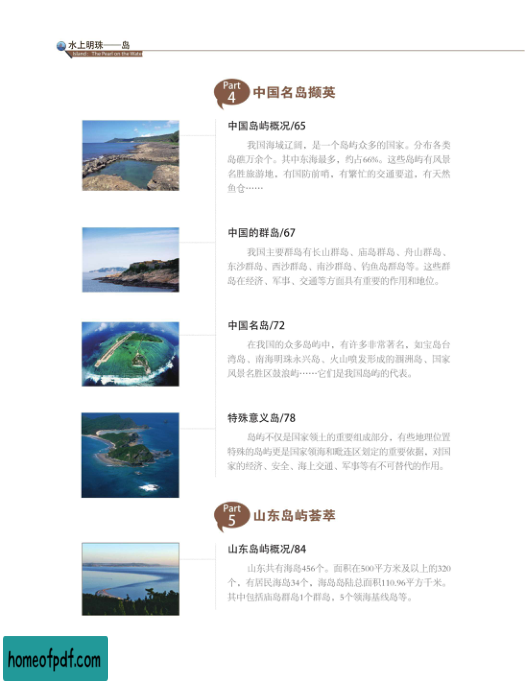 水上明珠——岛
Island: The Pearl on the Water
Part
4
中国名岛撷英
中国岛屿概况/65
我国海域辽阔，是一个岛屿众多的国家。分布各类
岛礁万余个。其中东海最多，约占66%。这些岛屿有风景
名胜旅游地，有国防前哨，有繁忙的交通要道，有天然
鱼仓……
中国的群岛/67
我国主要群岛有长山群岛、庙岛群岛、舟山群岛、
东沙群岛、西沙群岛、南沙群岛、钓鱼岛群岛等。这些群
岛在经济、军事、交通等方面具有重要的作用和地位。
中国名岛/72
在我国的众多岛屿中，有许多非常著名，如宝岛台
湾岛、南海明珠永兴岛、火山喷发形成的涠洲岛、国家
风景名胜区鼓浪屿……它们是我国岛屿的代表。
特殊意义岛/78
岛屿不仅是国家领土的重要组成部分，有些地理位置
特殊的岛屿更是国家领海和毗连区划定的重要依据，对国
家的经济、安全、海上交通、军事等有不可替代的作用。
Part
5
山东岛屿荟萃
山东岛屿概况/84
山东共有海岛456个。面积在500平方米及以上的320
个，有居民海岛34个，海岛岛陆总面积110.96平方千米。
其中包括庙岛群岛1个群岛，5个领海基线岛等。
homeofpdf.com